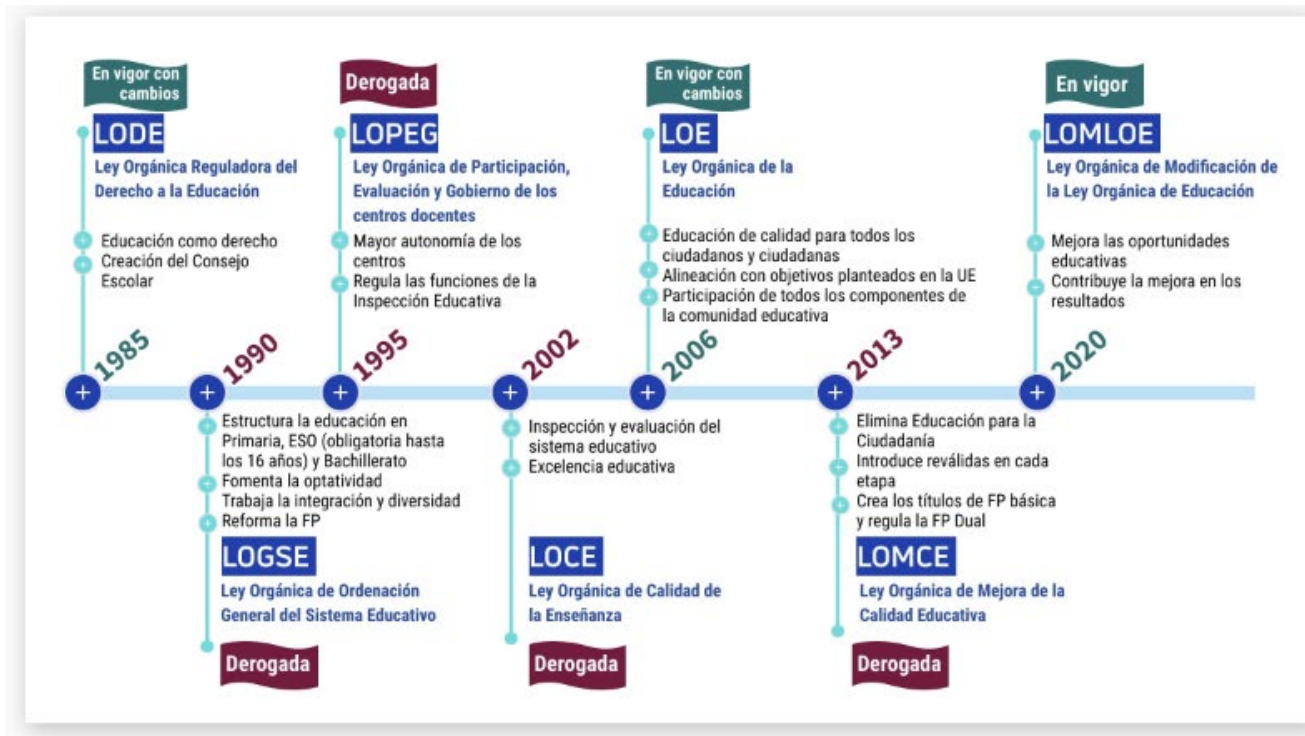 En vigor con
cambios
LODE
Ley Orgánica Reguladora del
Derecho a la Educación
Educación como derecho
Creación del Consejo
Escolar
1985
1990
Estructura la educación en
Primaria, ESO (obligatoria hasta
los 16 años) y Bachillerato
Fomenta la optatividad
Trabaja la integración y diversidad
Reforma la FP
LOGSE
Ley Orgánica de Ordenación
General del Sistema Educativo
Derogada
Derogada
LOPEG
Ley Orgánica de Participación,
Evaluación y Gobierno de los
centros docentes
Mayor autonomía de los
centros
Regula las funciones de la
Inspección Educativa
1995
2002
Inspección y evaluación del
sistema educativo
Excelencia educativa
LOCE
Ley Orgánica de Calidad de
la Enseñanza
Derogada
En vigor con
cambios
LOE
Ley Orgánica de la
Educación
Educación de calidad para todos los
ciudadanos y ciudadanas
Alineación con objetivos planteados en la UE
Participación de todos los componentes de
la comunidad educativa
2006
2013
Elimina Educación para la
Ciudadanía
Introduce reválidas en cada
etapa
Crea los títulos de FP básica
y regula la FP Dual
LOMCE
Ley Orgánica de Mejora de la
Calidad Educativa
Derogada
En vigor
LOMLOE
Ley Orgánica de Modificación de
la Ley Orgánica de Educación
Mejora las oportunidades
educativas
Contribuye la mejora en los
resultados
2020